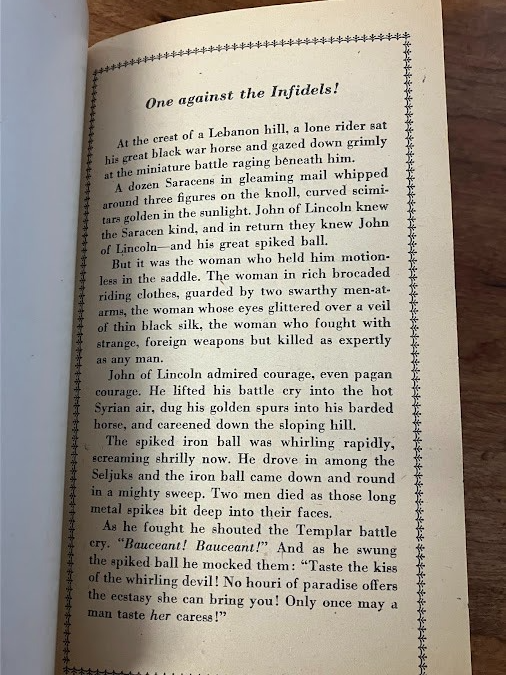 One against the Infidels!
At the crest of a Lebanon hill, a lone rider sat
his great black war horse and gazed down grimly
at the miniature battle raging beneath him.
A dozen Saracens in gleaming mail whipped
around three figures on the knoll, curved scimi-
tars golden in the sunlight. John of Lincoln knew
the Saracen kind, and in return they knew John
of Lincoln—and his great spiked ball.
But it was the woman who held him motion-
less in the saddle. The woman in rich brocaded
riding clothes, guarded by two swarthy men-at-
arms, the woman whose eyes glittered over a veil
of thin black silk, the woman who fought with
strange, foreign weapons but killed as expertly
as any man.
John of Lincoln admired courage, even pagan
courage. He lifted his battle cry into the hot
Syrian air, dug his golden spurs into his barded
horse, and careened down the sloping hill.
The spiked iron ball was whirling rapidly,
screaming shrilly now. He drove in among the
Seljuks and the iron ball came down and round
in a mighty sweep. Two men died as those long
metal spikes bit deep into their faces.
As he fought he shouted the Templar battle
cry. "Bauceant! Bauceant!" And as he swung
the spiked ball he mocked them: "Taste the kiss
of the whirling devil! No houri of paradise offers
the ecstasy she can bring you! Only once may a
man taste her caress!"